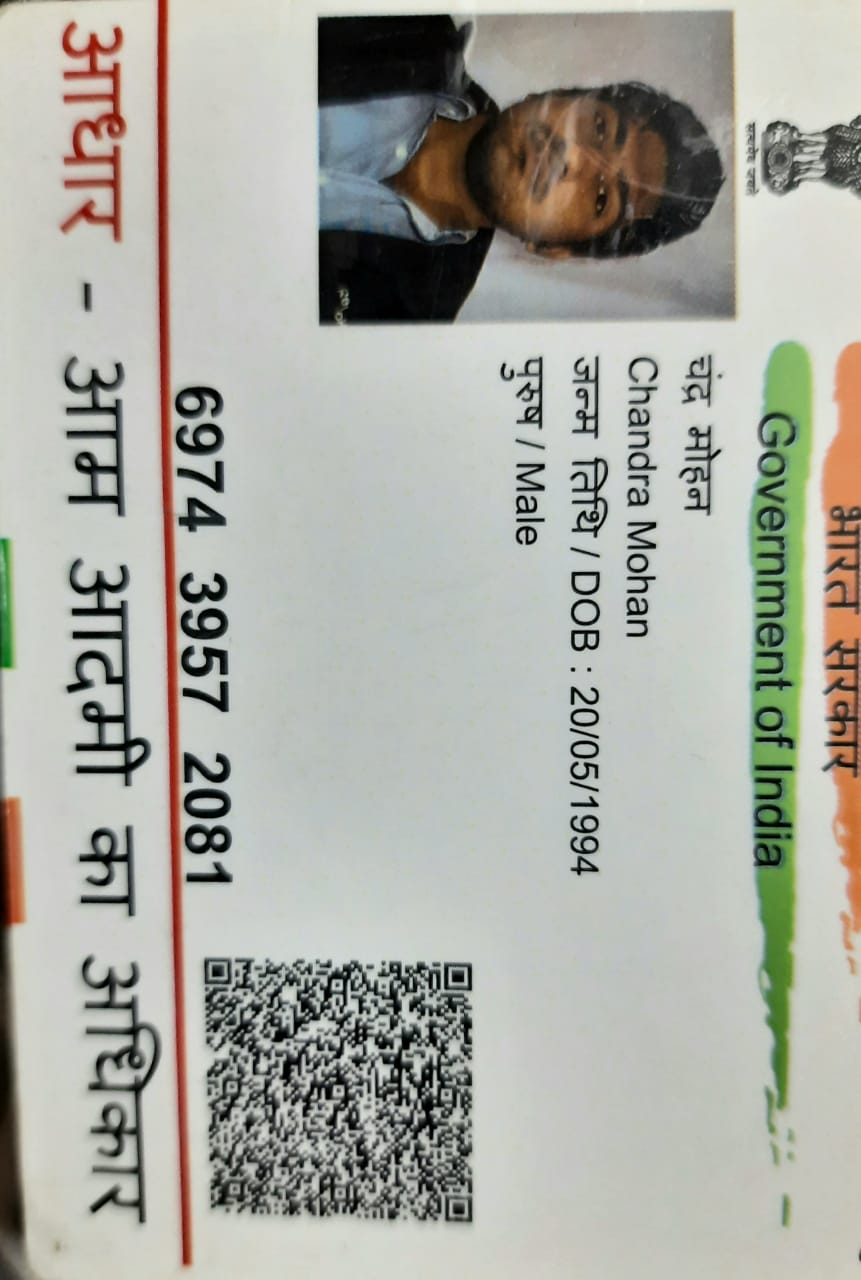 भारत सरकार
Government of India
सत्यमेव जयते
चंद्र मोहन
Chandra Mohan
जन्म तिथि / DOB : 20/05/1994
पुरुष / Male
6974 3957 2081
आधार - आम आदमी का अधिकार